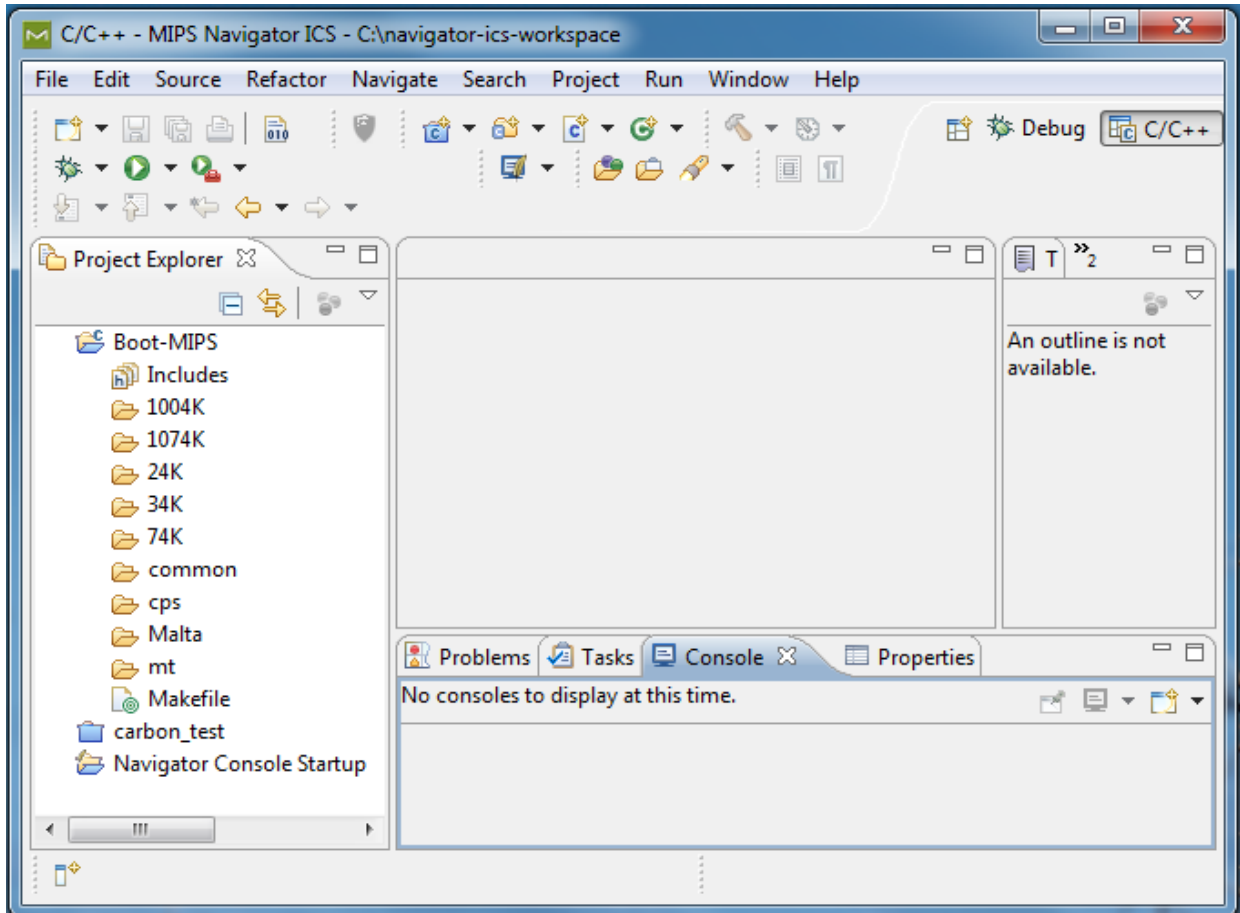 C/C++ - MIPS Navigator ICS - C:\navigator-ics-workspace
File Edit Source Refactor Navigate Search Project Run Window Help
010
Debug C/C++
Project Explorer
Boot-MIPS
Includes
1004K
1074K
24K
34K
74K
common
cps
Malta
mt
Makefile
carbon_test
Navigator Console Startup
T »2
An outline is not
available.
Problems Tasks Console Properties
No consoles to display at this time.